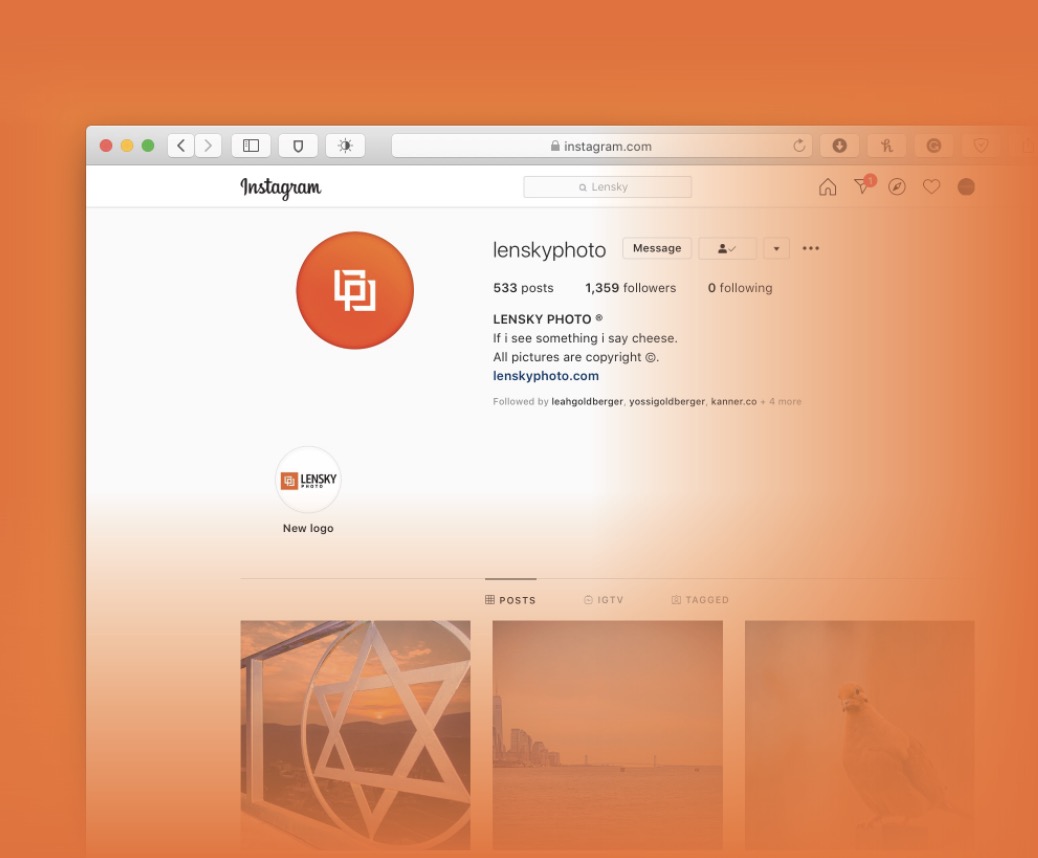 instagram.com
Instagram
Lensky
1
lenskyphoto Message
533 posts 1,359 followers 0 following
LENSKY PHOTO ®
If i see something i say cheese.
All pictures are copyright ©.
lenskyphoto.com
Followed by leahgoldberger, yossigoldberger, kanner.co + 4 more
LENSKY
PHOTO
New logo
POSTS IGTV TAGGED